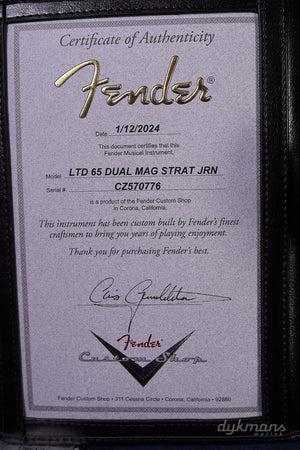 Certificate of Authenticity
Fender®
Date 1/12/2024
This document certifies that this
Fender Musical Instrument,
Model LTD 65 DUAL MAG STRAT JRN
Serial # CZ570776
is a product of the Fender Custom Shop
in Corona, California.
This instrument has been custom built by Fender's finest
craftsmen to bring you years of playing enjoyment.
Thank you for purchasing Fender's best.
Fender
Custom Shop
Fender Custom Shop • 311 Cessna Circle • Corona, California • 92880
dykmans